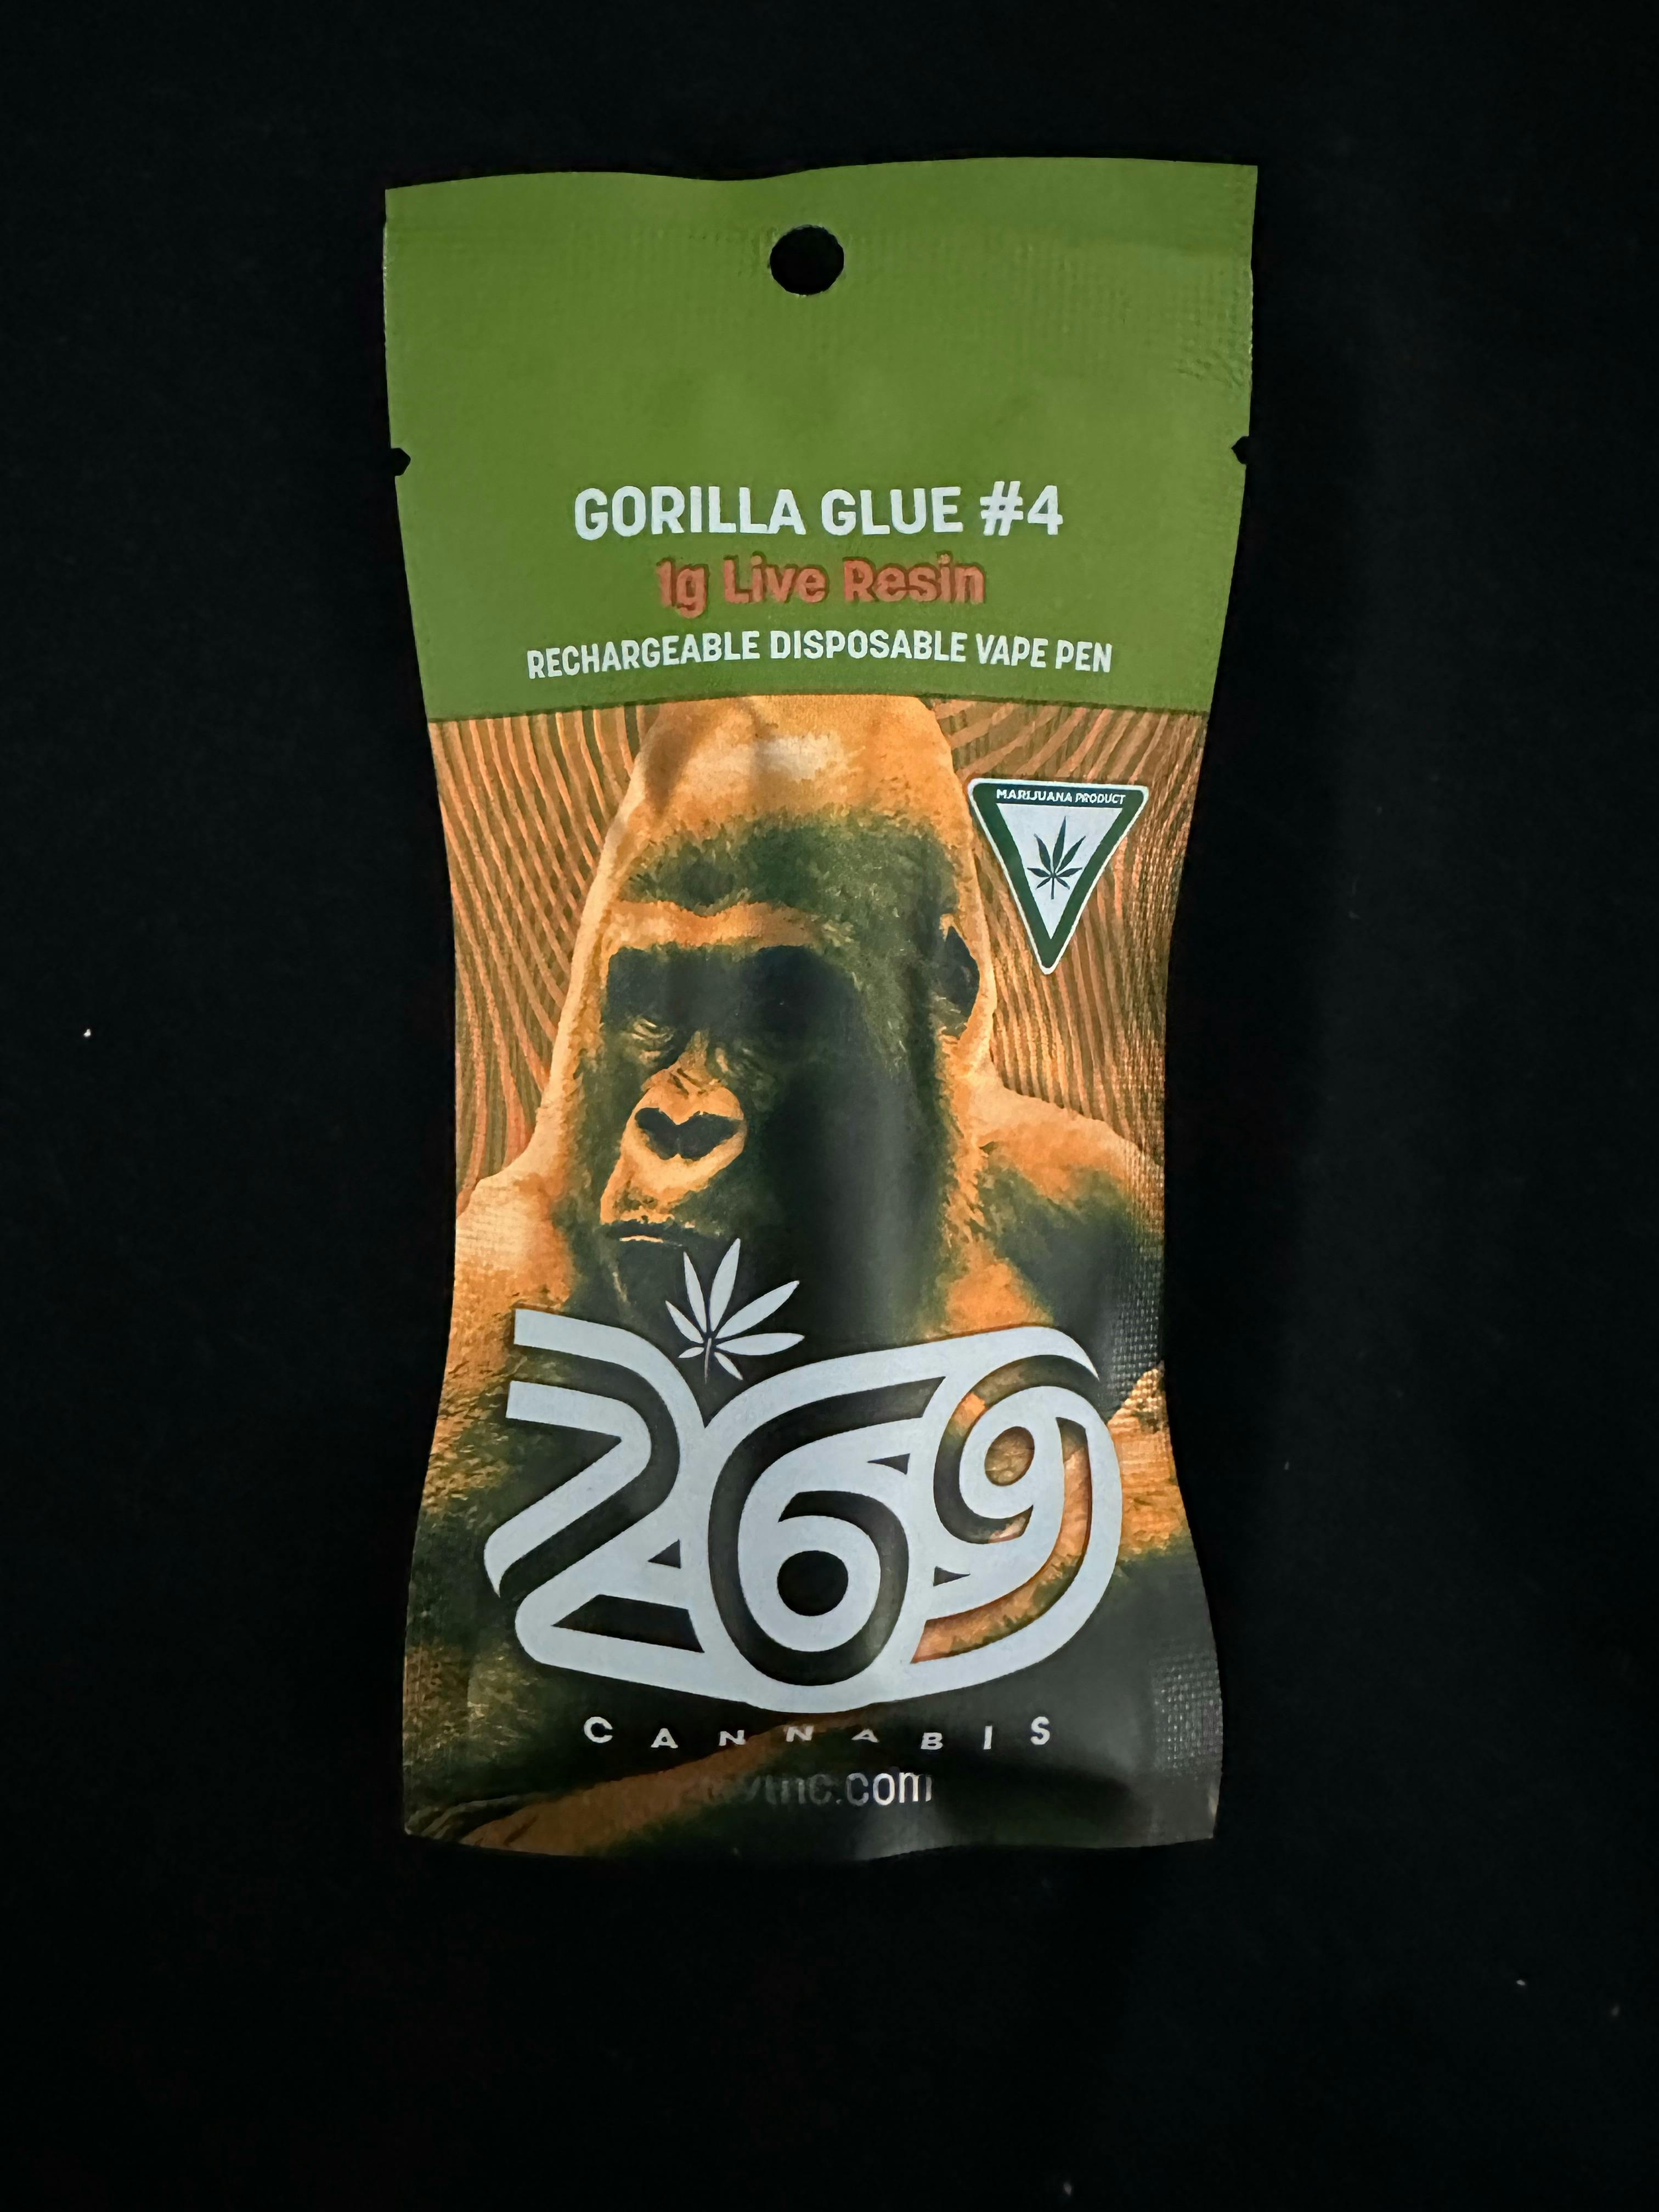 GORILLA GLUE #4
1g Live Resin
RECHARGEABLE DISPOSABLE VAPE PEN
MARIJUANA PRODUCT
269
CANNABIS